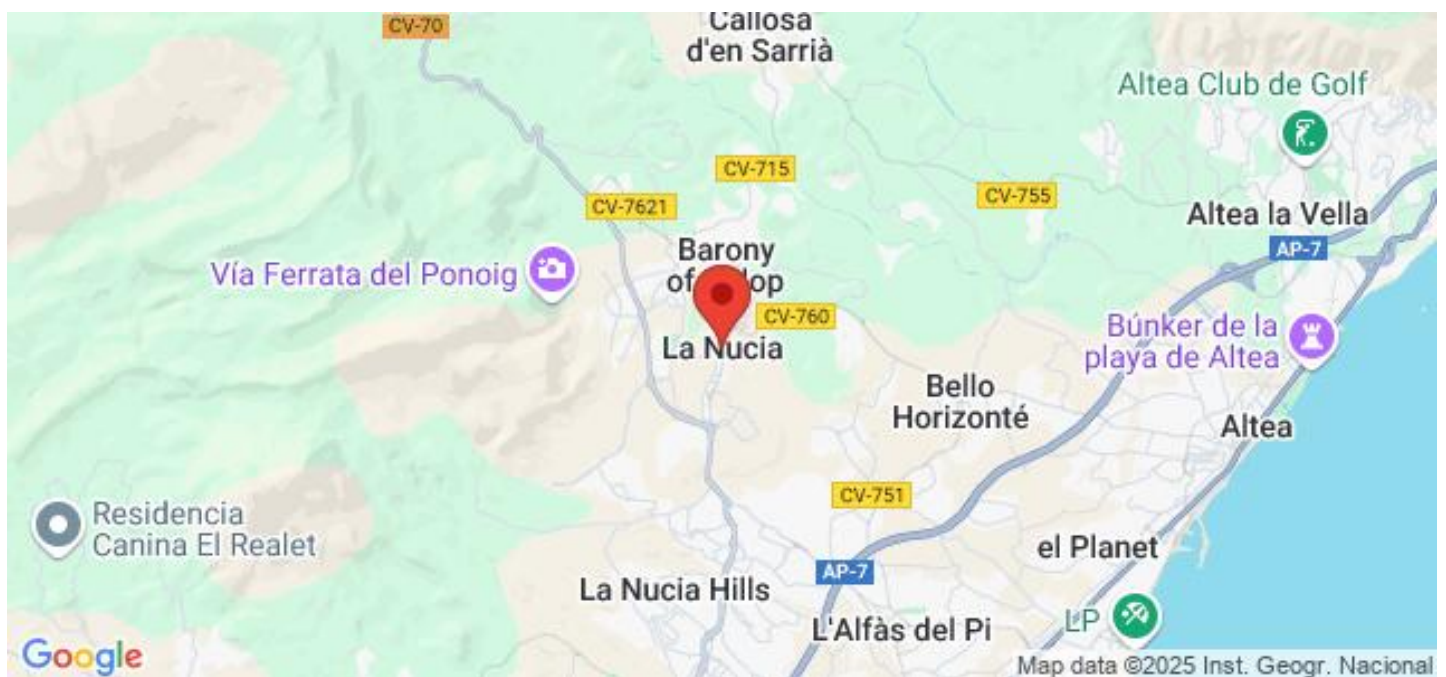 CV-70
Callosa
d'en Sarrià
Altea Club de Golf
CV-715
CV-7621
CV-755
Altea la Vella
Barony
of
lop
AP-7
Vía Ferrata del Ponoig
CV-760
La Nucia
Búnker de la
playa de Altea
Bello
Horizonté
Altea
CV-751
Residencia
Canina El Realet
el Planet
AP-7
La Nucia Hills
L'Alfàs del Pi
LP
Google
Map data ©2025 Inst. Geogr. Nacional